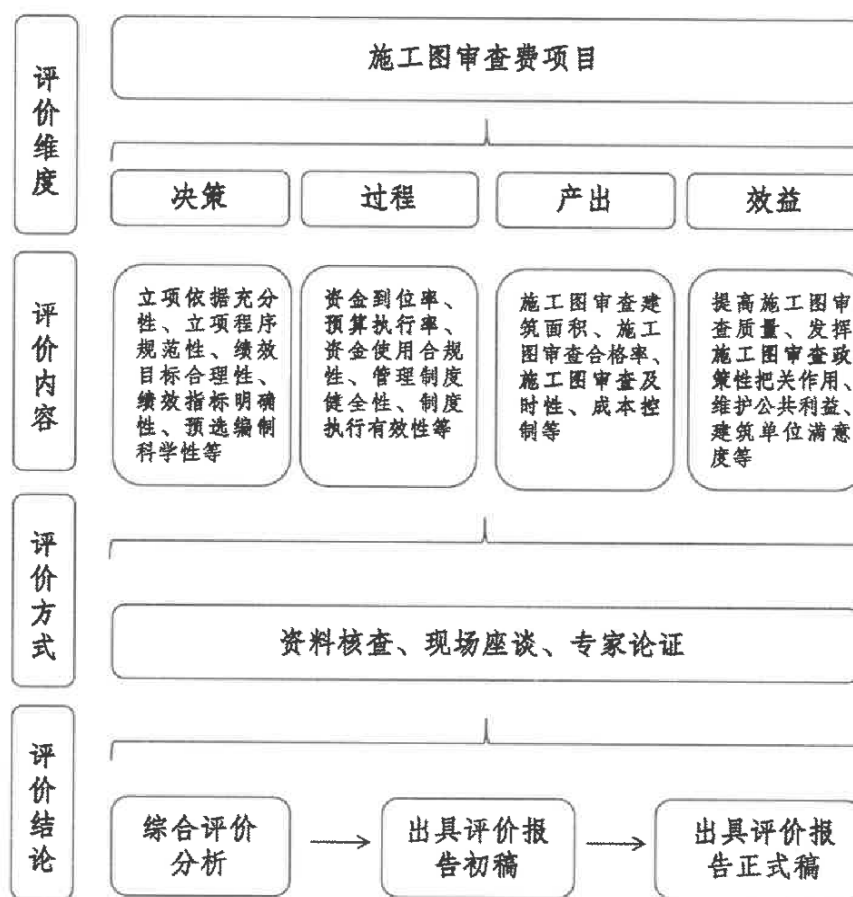 评价维度
施工图审查费项目
决策
过程
产出
效益
评价内容
立项依据充分
性、立项程序
规范性、绩效
目标合理性、
绩效指标明确
性、预选编制
科学性等
资金到位率、
预算执行率、
资金使用合规
性、管理制度
健全性、制度
执行有效性等
施工图审查建
筑面积、施工
图审查合格率、
施工图审查及
时性、成本控
制等
提高施工图审
查质量、发挥
施工图审查政
策性把关作用、
维护公共利益、
建筑单位满意
度等
评价方式
资料核查、现场座谈、专家论证
评价结论
综合评价
分析
出具评价报
告初稿
出具评价报
告正式稿